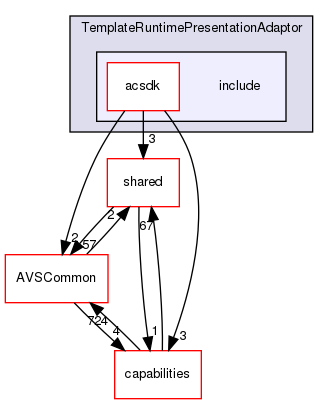 TemplateRuntimePresentationAdaptor
acsdk
include
3
shared
2
2
57
67
AVSCommon
724
4
1
3
capabilities